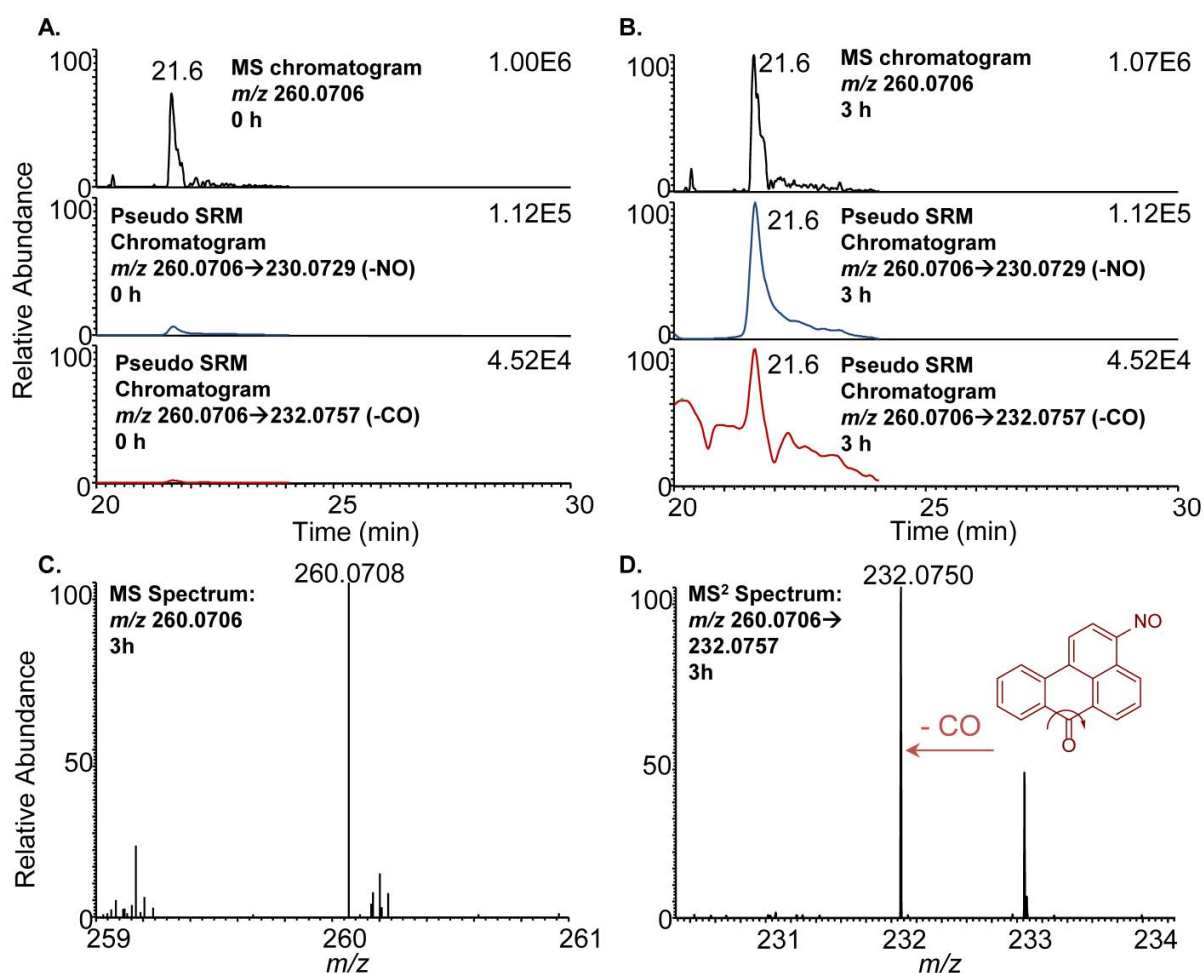 A.
100
21.6
MS chromatogram
m/z 260.0706
0 h
1.00E6
0
100
Pseudo SRM
Chromatogram
m/z 260.0706→230.0729 (-NO)
0 h
1.12E5
0
100
Pseudo SRM
Chromatogram
m/z 260.0706→232.0757 (-CO)
0 h
4.52E4
0
20
25
30
Time (min)
Relative Abundance
B.
100
21.6
MS chromatogram
m/z 260.0706
3 h
1.07E6
0
100
21.6
Pseudo SRM
Chromatogram
m/z 260.0706→230.0729 (-NO)
3 h
1.12E5
0
100
21.6
Pseudo SRM
Chromatogram
m/z 260.0706→232.0757 (-CO)
3 h
4.52E4
0
20
25
30
Time (min)
C.
260.0708
100
MS Spectrum:
m/z 260.0706
3h
50
0
259
260
261
m/z
Relative Abundance
D.
232.0750
100
MS² Spectrum:
m/z 260.0706→
232.0757
3h
NO
- CO
O
50
0
231
232
233
234
m/z